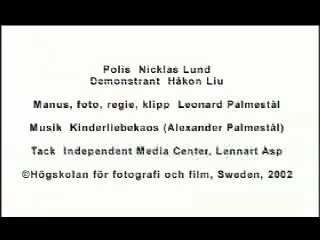 Polis Nicklas Lund
Demonstrant Håkon Liu
Manus, foto, regie, klipp Leonard Palmestål
Musik Kinderliebekaos (Alexander Palmestål)
Tack Independent Media Center, Lennart Asp
©Högskolan för fotografi och film, Sweden, 2002